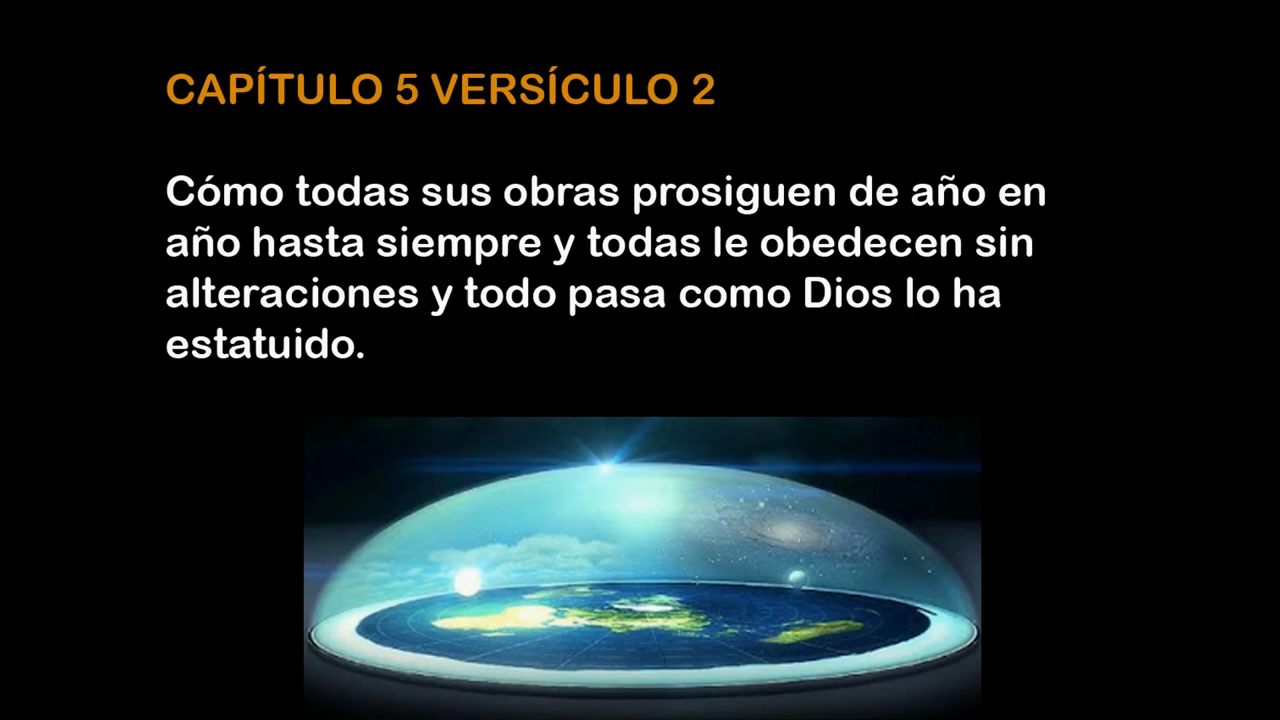 CAPÍTULO 5 VERSÍCULO 2
Cómo todas sus obras prosiguen de año en
año hasta siempre y todas le obedecen sin
alteraciones y todo pasa como Dios lo ha
estatuido.